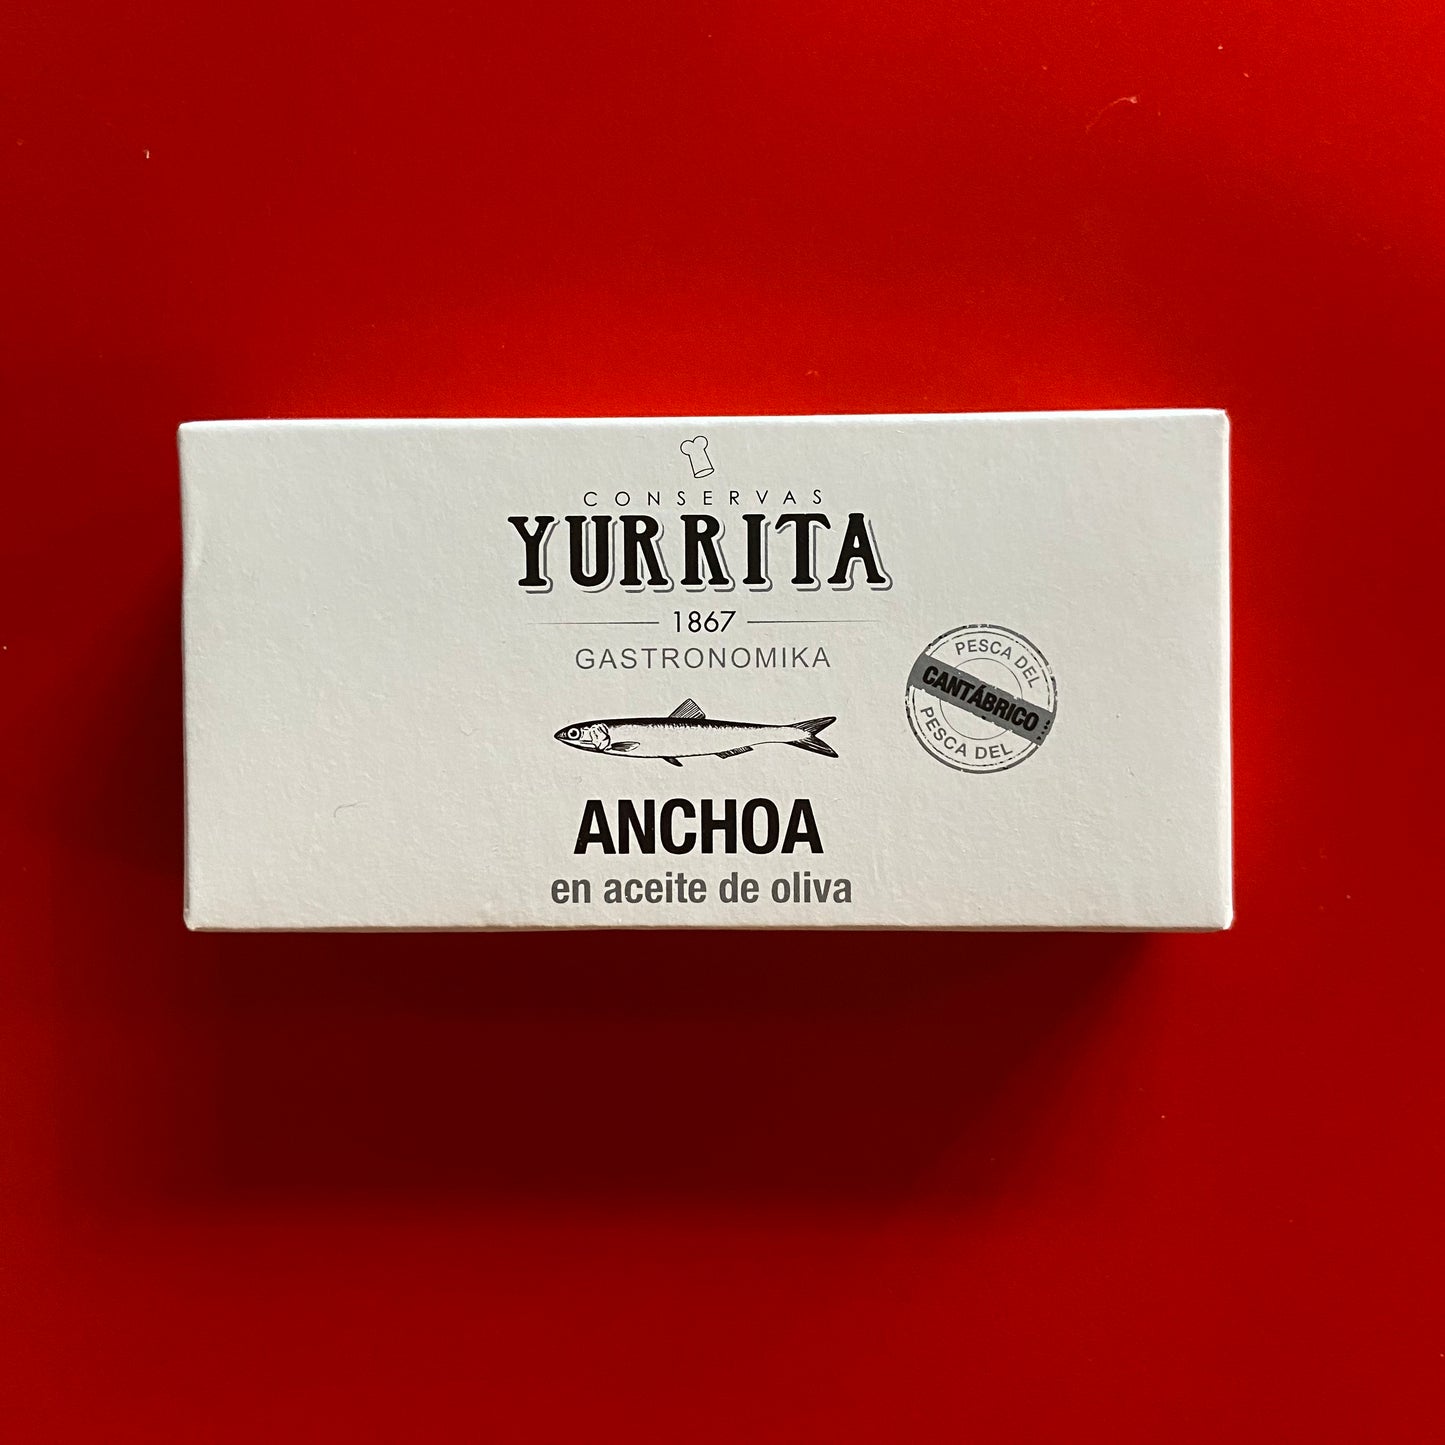 CONSERVAS
YURRITA
1867
GASTRONOMIKA
PESCA DEL
CANTÁBRICO
PESCA DEL
ANCHOA
en aceite de oliva